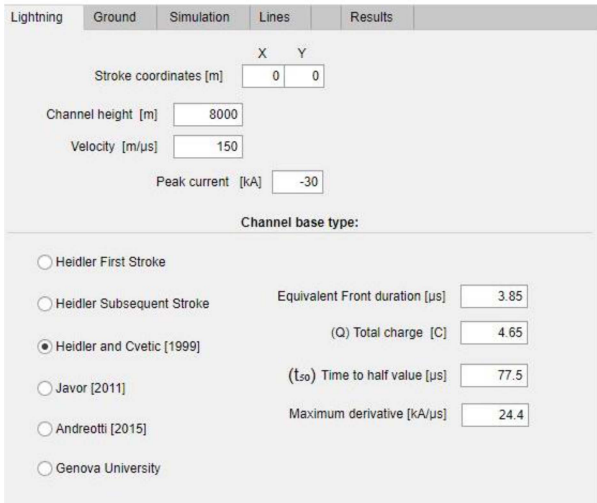 Lightning Ground Simulation Lines Results
X Y
Stroke coordinates [m] 0 0
Channel height [m] 8000
Velocity [m/µs] 150
Peak current [kA] -30
Channel base type:
Heidler First Stroke
Heidler Subsequent Stroke
Heidler and Cvetic [1999]
Javor [2011]
Andreotti [2015]
Genova University
Equivalent Front duration [µs] 3.85
(Q) Total charge [C] 4.65
(t₅₀) Time to half value [µs] 77.5
Maximum derivative [kA/µs] 24.4